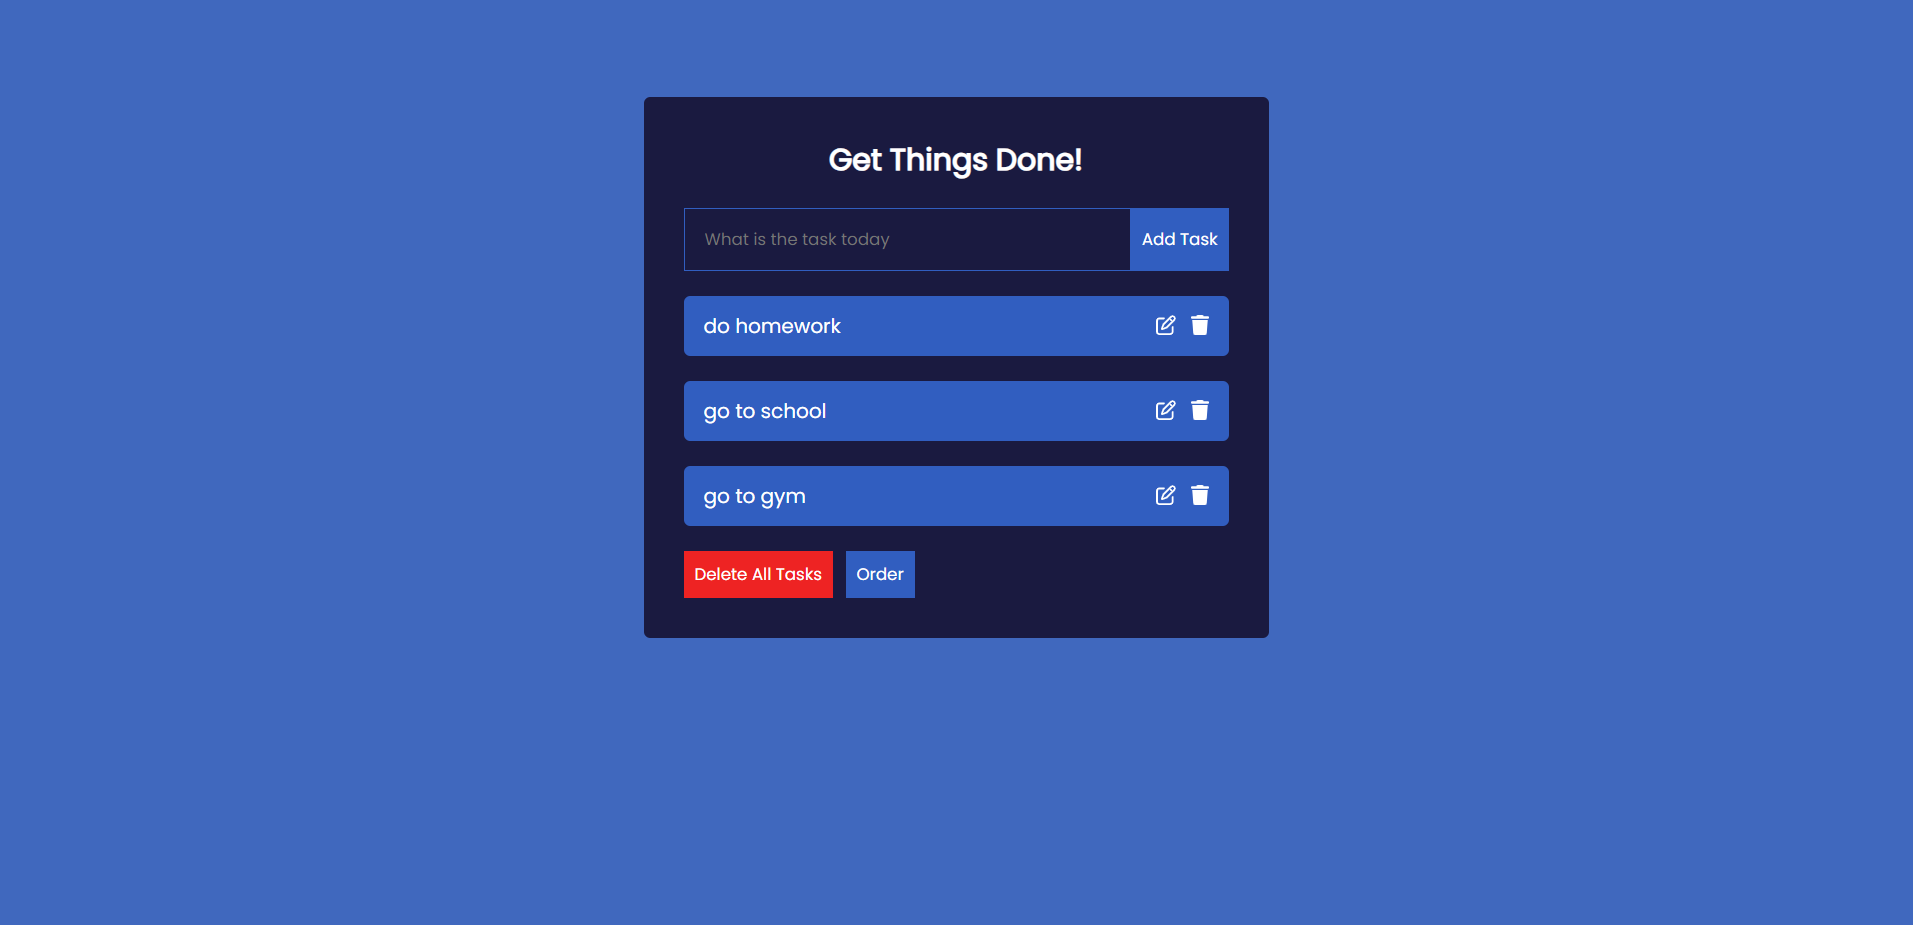 Get Things Done!
What is the task today
Add Task
do homework
go to school
go to gym
Delete All Tasks
Order